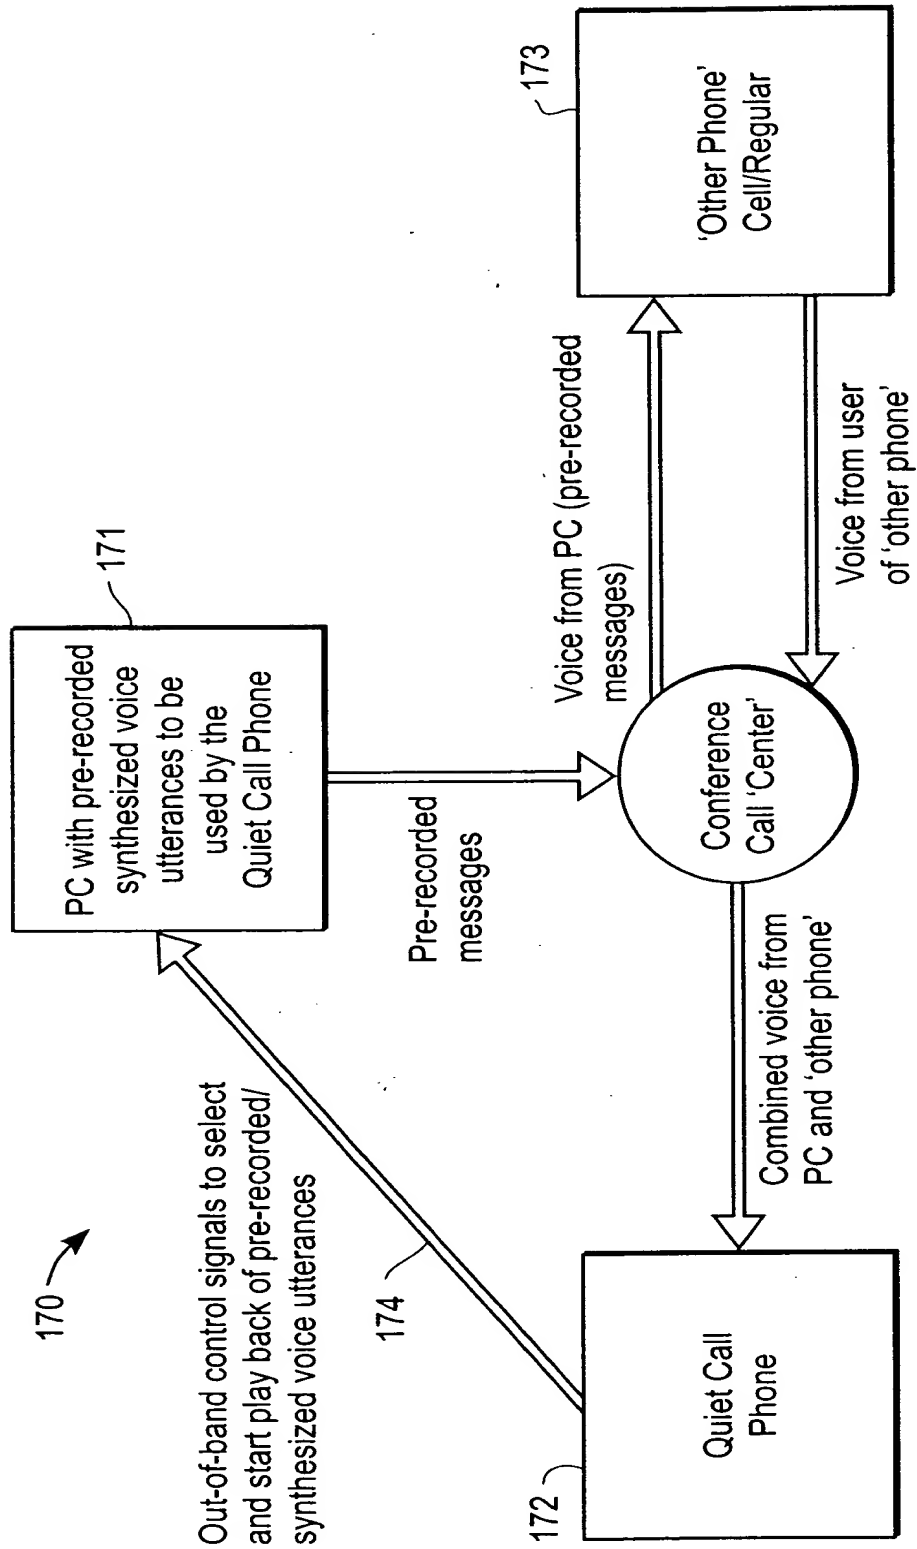 170
Out-of-band control signals to select
and start play back of pre-recorded/
synthesized voice utterances
174
PC with pre-recorded
synthesized voice
utterances to be
used by the
Quiet Call Phone
171
Pre-recorded
messages
172
Quiet Call
Phone
Combined voice from
PC and 'other phone'
Conference
Call 'Center'
Voice from PC (pre-recorded
messages)
Voice from user
of 'other phone'
173
'Other Phone'
Cell/Regular